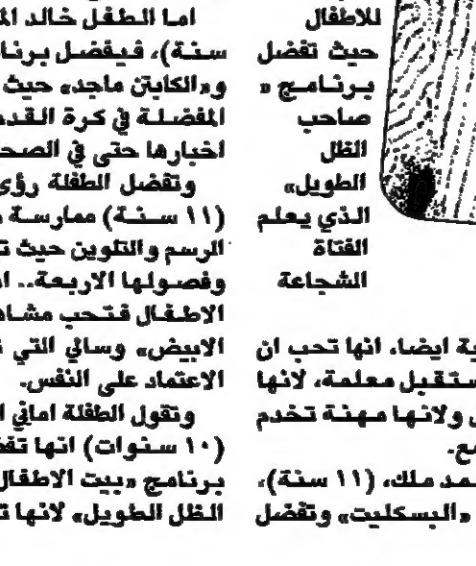 للاطفال
حيث تفضل
برنامج «
صاحب
الظل
الطويل»
الذي يعلم
الفتاة
الشجاعة
ية ايضا، انها تحب ان
ستقبل معلمة، لانها
ولانها مهنة تخدم
مع.
مد ملك، (١١ سنة)،
«البسكليت» وتفضل
اما الطفل خالد
سنة)، فيفضل برنا
و«الكابتن ماجد» حيث
المفضلة في كرة القد
اخبارها حتى في الصح
وتفضل الطفلة رؤى
(١١ سنة) ممارسة
الرسم والتلوين حيث
وفصولها الاربعة..
الاطفال فتحب مشا
الابيض» وسالي التي
الاعتماد على النفس.
وتقول الطفلة اماني
(١٠ سنوات) انها تف
برنامج «بيت الاطفال
الظل الطويل» لانها